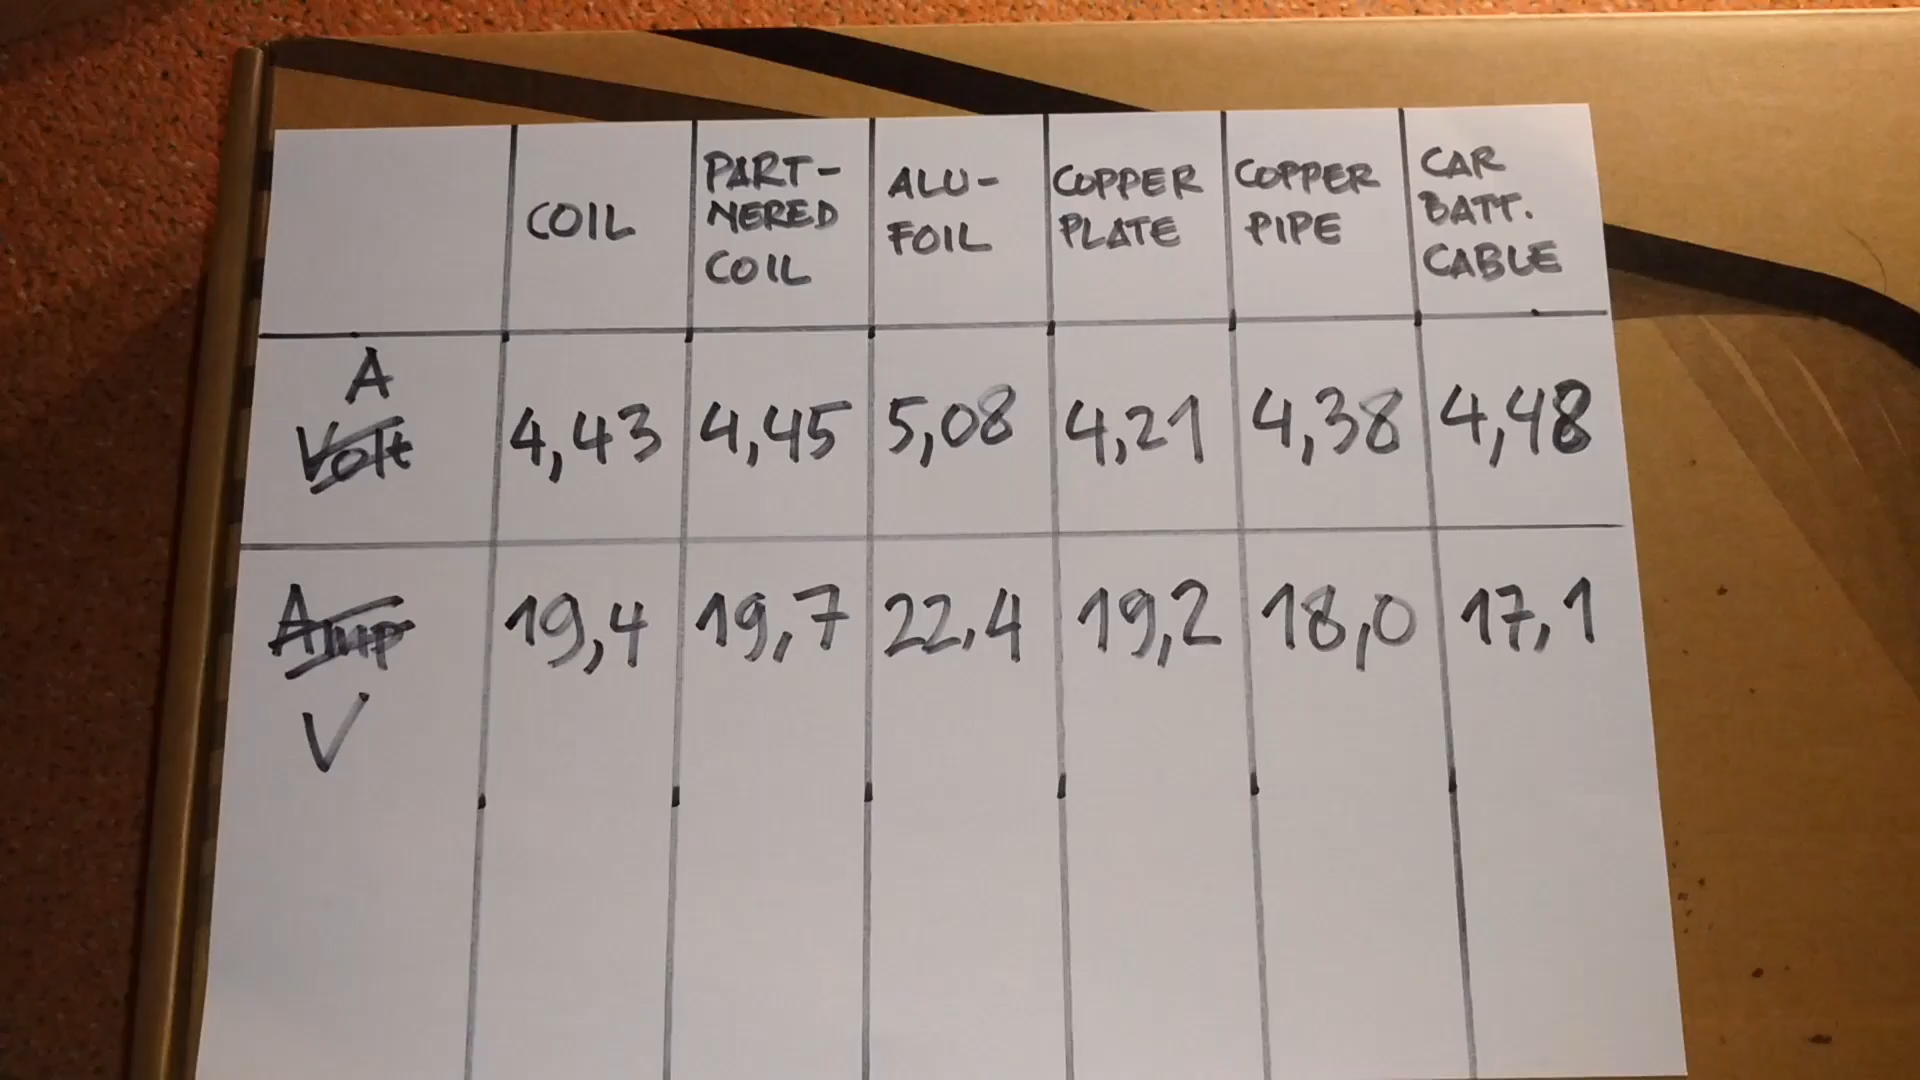 COIL
PART-
NERED
COIL
ALU-
FOIL
COPPER
PLATE
COPPER
PIPE
CAR
BATT.
CABLE
A
Volt
4,43
4,45
5,08
4,21
4,38
4,48
Amp
V
19,4
19,7
22,4
19,2
18,0
17,1